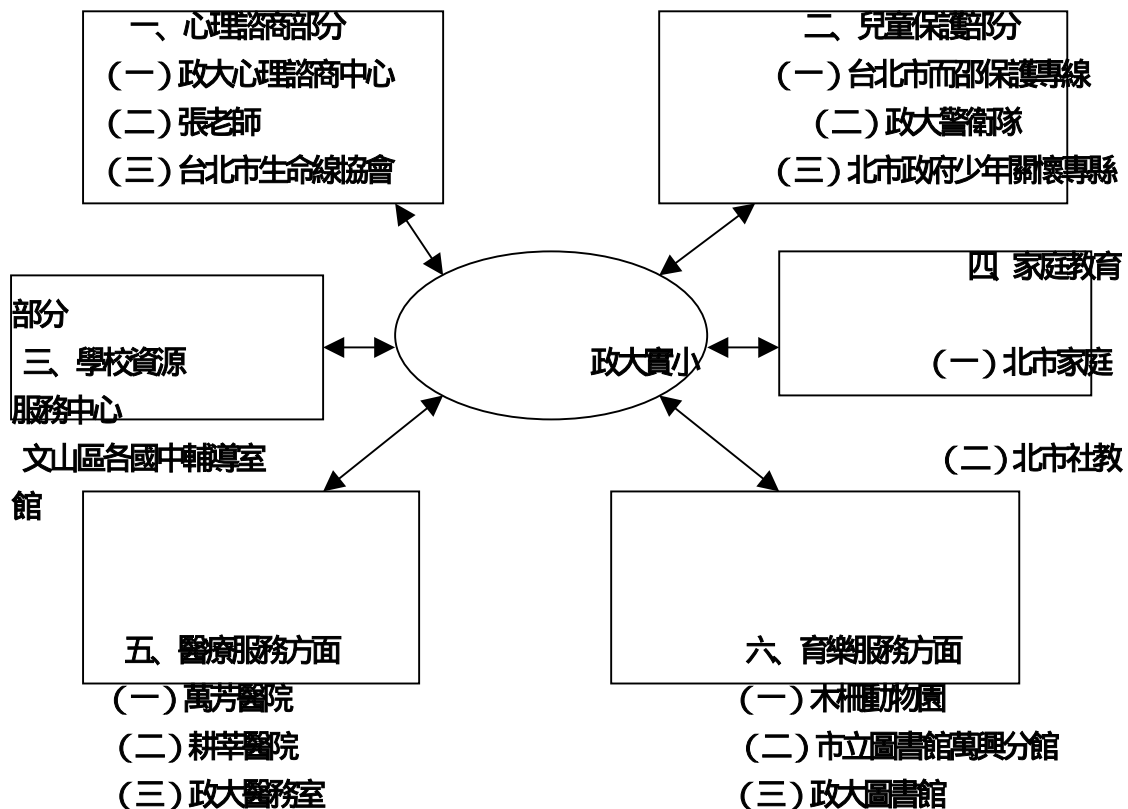 一、心理諮商部分
(一)政大心理諮商中心
(二)張老師
(三)台北市生命線協會
二、兒童保護部分
(一)台北市而邵保護專線
(二)政大警衛隊
(三)北市政府少年關懷專縣
四、家庭教育
部分
三、學校資源
政大實小
(一)北市家庭
服務中心
文山區各國中輔導室
(二)北市社教
館
五、醫療服務方面
(一)萬芳醫院
(二)耕莘醫院
(三)政大醫務室
六、育樂服務方面
(一)木柵動物園
(二)市立圖書館萬興分館
(三)政大圖書館